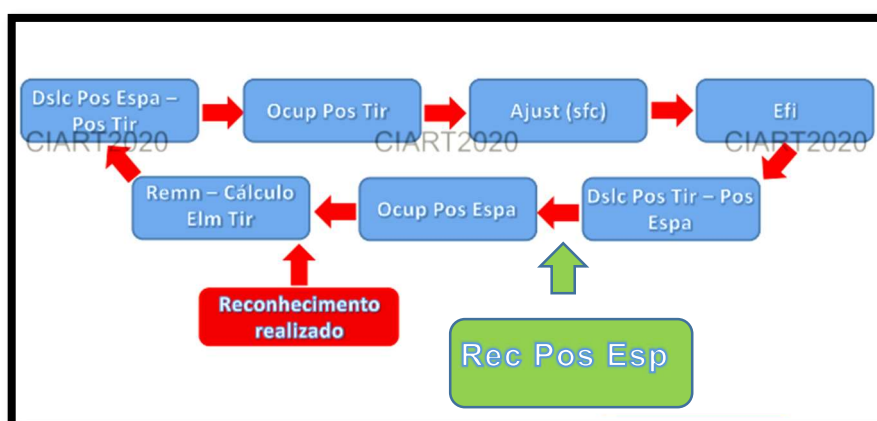 Dslc Pos Espa –
Pos Tir
Ocup Pos Tir
Ajust (sfc)
Efi
CIART2020
CIART2020
CIART2020
Remn – Cálculo
Elm Tir
Ocup Pos Espa
Dslc Pos Tir – Pos
Espa
Reconhecimento
realizado
Rec Pos Esp